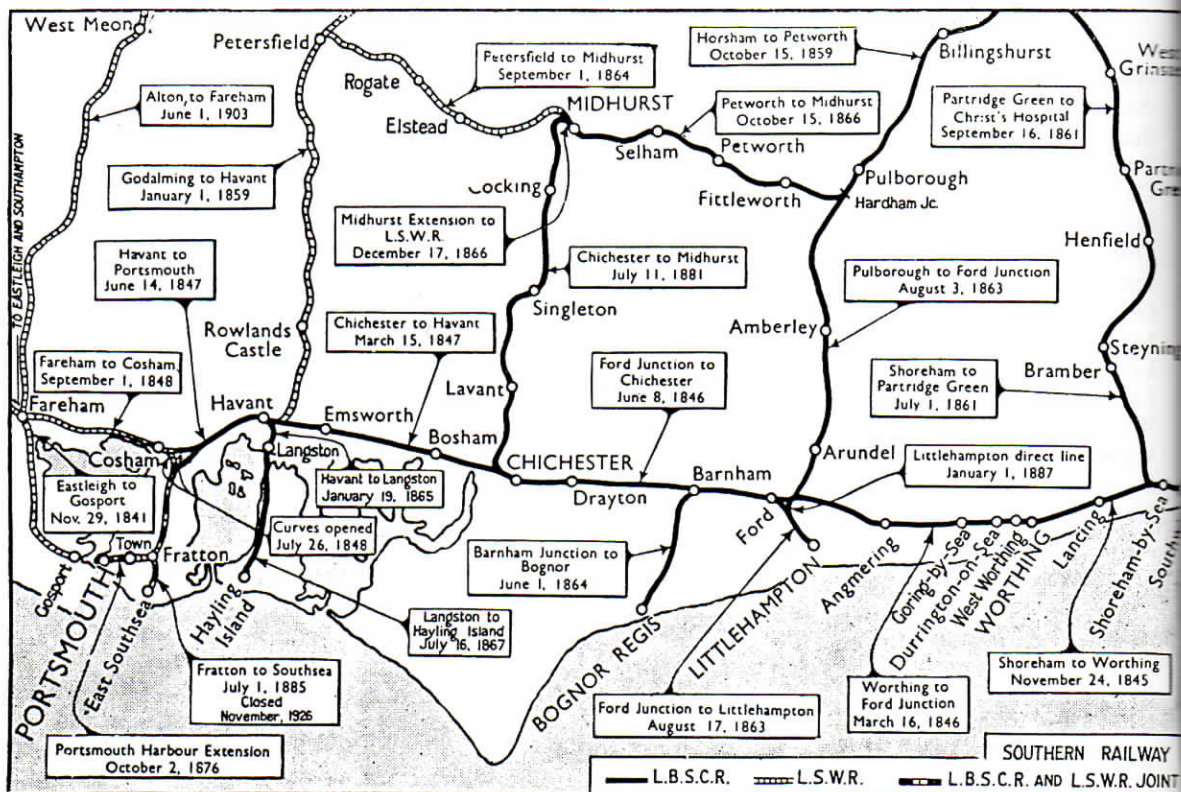 West Meon
Petersfield
Rogate
Elstead
Petersfield to Midhurst
September 1, 1864
MIDHURST
Horsham to Petworth
October 15, 1859
Billingshurst
West
Alton, to Fareham
June 1, 1903
Petworth to Midhurst
October 15, 1866
Selham
Petworth
Fittleworth
Partridge Green to
Christ's Hospital
September 16, 1861
Pulborough
Hardham Jc.
TO EASTLEIGH AND SOUTHAMPTON
Godalming to Havant
January 1, 1859
Cocking
Midhurst Extension to
L.S.W.R.
December 17, 1866
Henfield
Havant to
Portsmouth
June 14, 1847
Chichester to Midhurst
July 11, 1881
Pulborough to Ford Junction
August 3, 1863
Singleton
Rowlands
Castle
Chichester to Havant
March 15, 1847
Amberley
Steyning
Bramber
Fareham to Cosham,
September 1, 1848
Lavant
Ford Junction to
Chichester
June 8, 1846
Shoreham to
Partridge Green
July 1, 1861
Fareham
Havant
Emsworth
Bosham
Cosham
Langston
CHICHESTER
Drayton
Barnham
Arundel
Ford
Littlehampton direct line
January 1, 1887
Eastleigh to
Gosport
Nov. 29, 1841
Havant to Langston
January 19, 1865
Curves opened
July 26, 1848
Town
Fratton
Gosport
PORTSMOUTH
East Southsea
Hayling
Island
Barnham Junction to
Bognor
June 1, 1864
Langston to
Hayling Island
July 16, 1867
BOGNOR REGIS
LITTLEHAMPTON
Angmering
Goring-by-Sea
Durrington-on-Sea
West Worthing
WORTHING
Lancing
Shoreham-by-Sea
Fratton to Southsea
July 1, 1885
Closed
November, 1926
Portsmouth Harbour Extension
October 2, 1876
Ford Junction to Littlehampton
August 17, 1863
Worthing to
Ford Junction
March 16, 1846
Shoreham to Worthing
November 24, 1845
SOUTHERN RAILWAY
L.B.S.C.R. L.S.W.R. L.B.S.C.R. AND L.S.W.R. JOINT